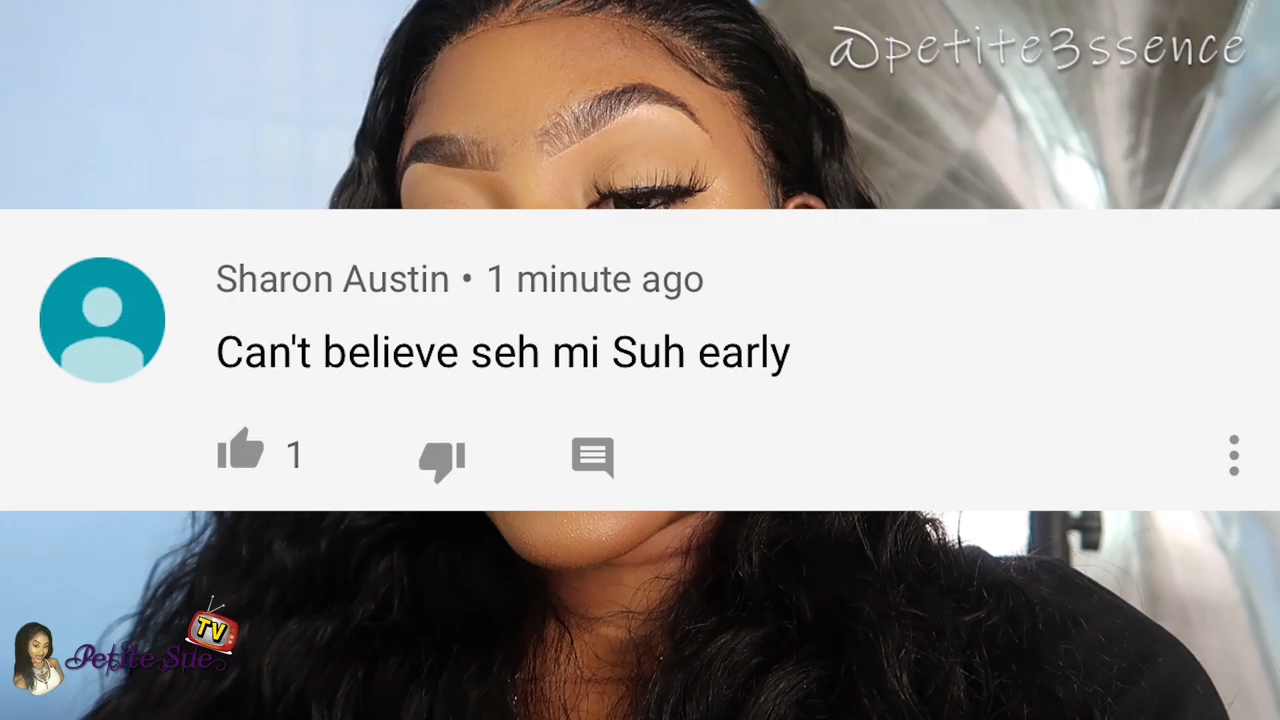 @petite3ssence
Sharon Austin • 1 minute ago
Can't believe seh mi Suh early
1
TV
Petite Sue